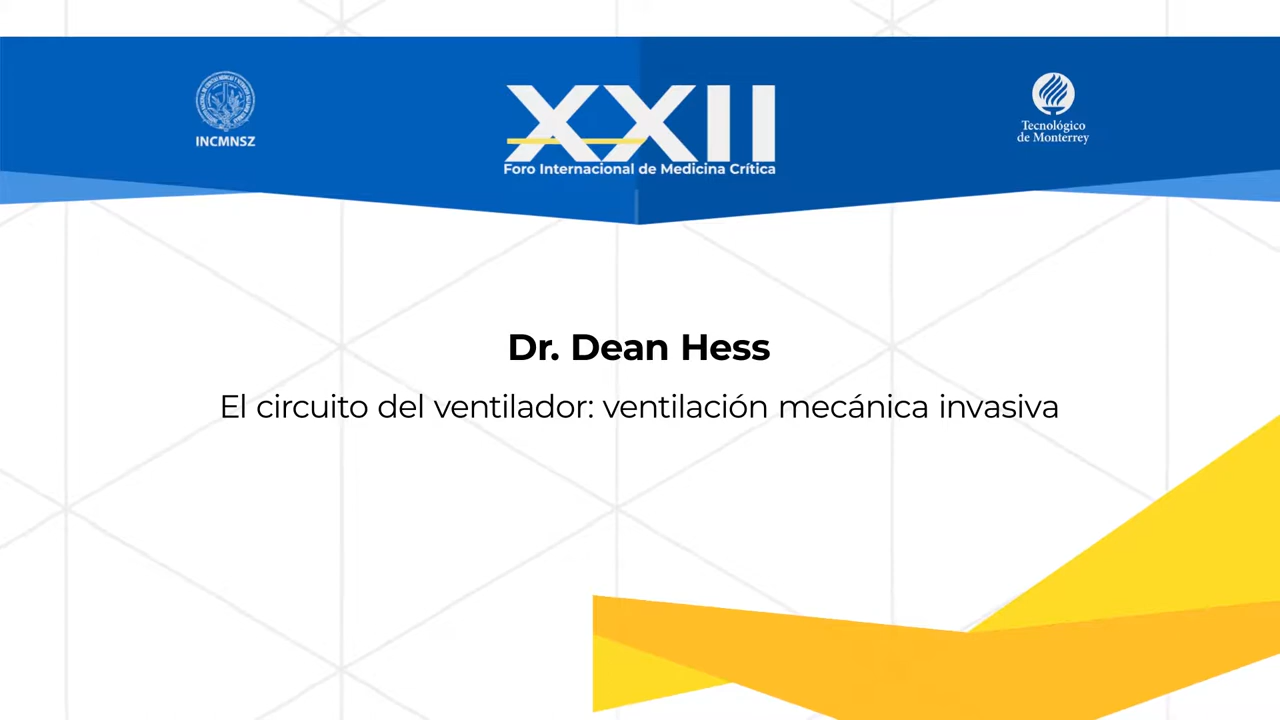 INCMNSZ
XXII
Foro Internacional de Medicina Crítica
Tecnológico
de Monterrey
Dr. Dean Hess
El circuito del ventilador: ventilación mecánica invasiva